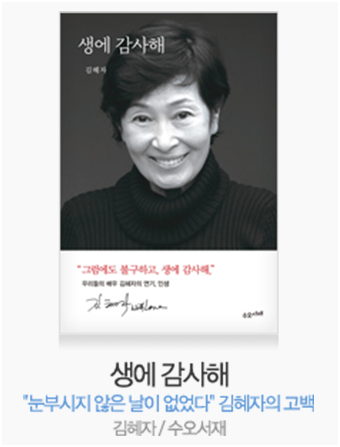 생에 감사해
김혜자
"그럼에도 불구하고, 생에 감사해."
우리들의 배우 김혜자의 연기, 인생
김혜자
수오서재
생에 감사해
"눈부시지 않은 날이 없었다" 김혜자의 고백
김혜자 / 수오서재